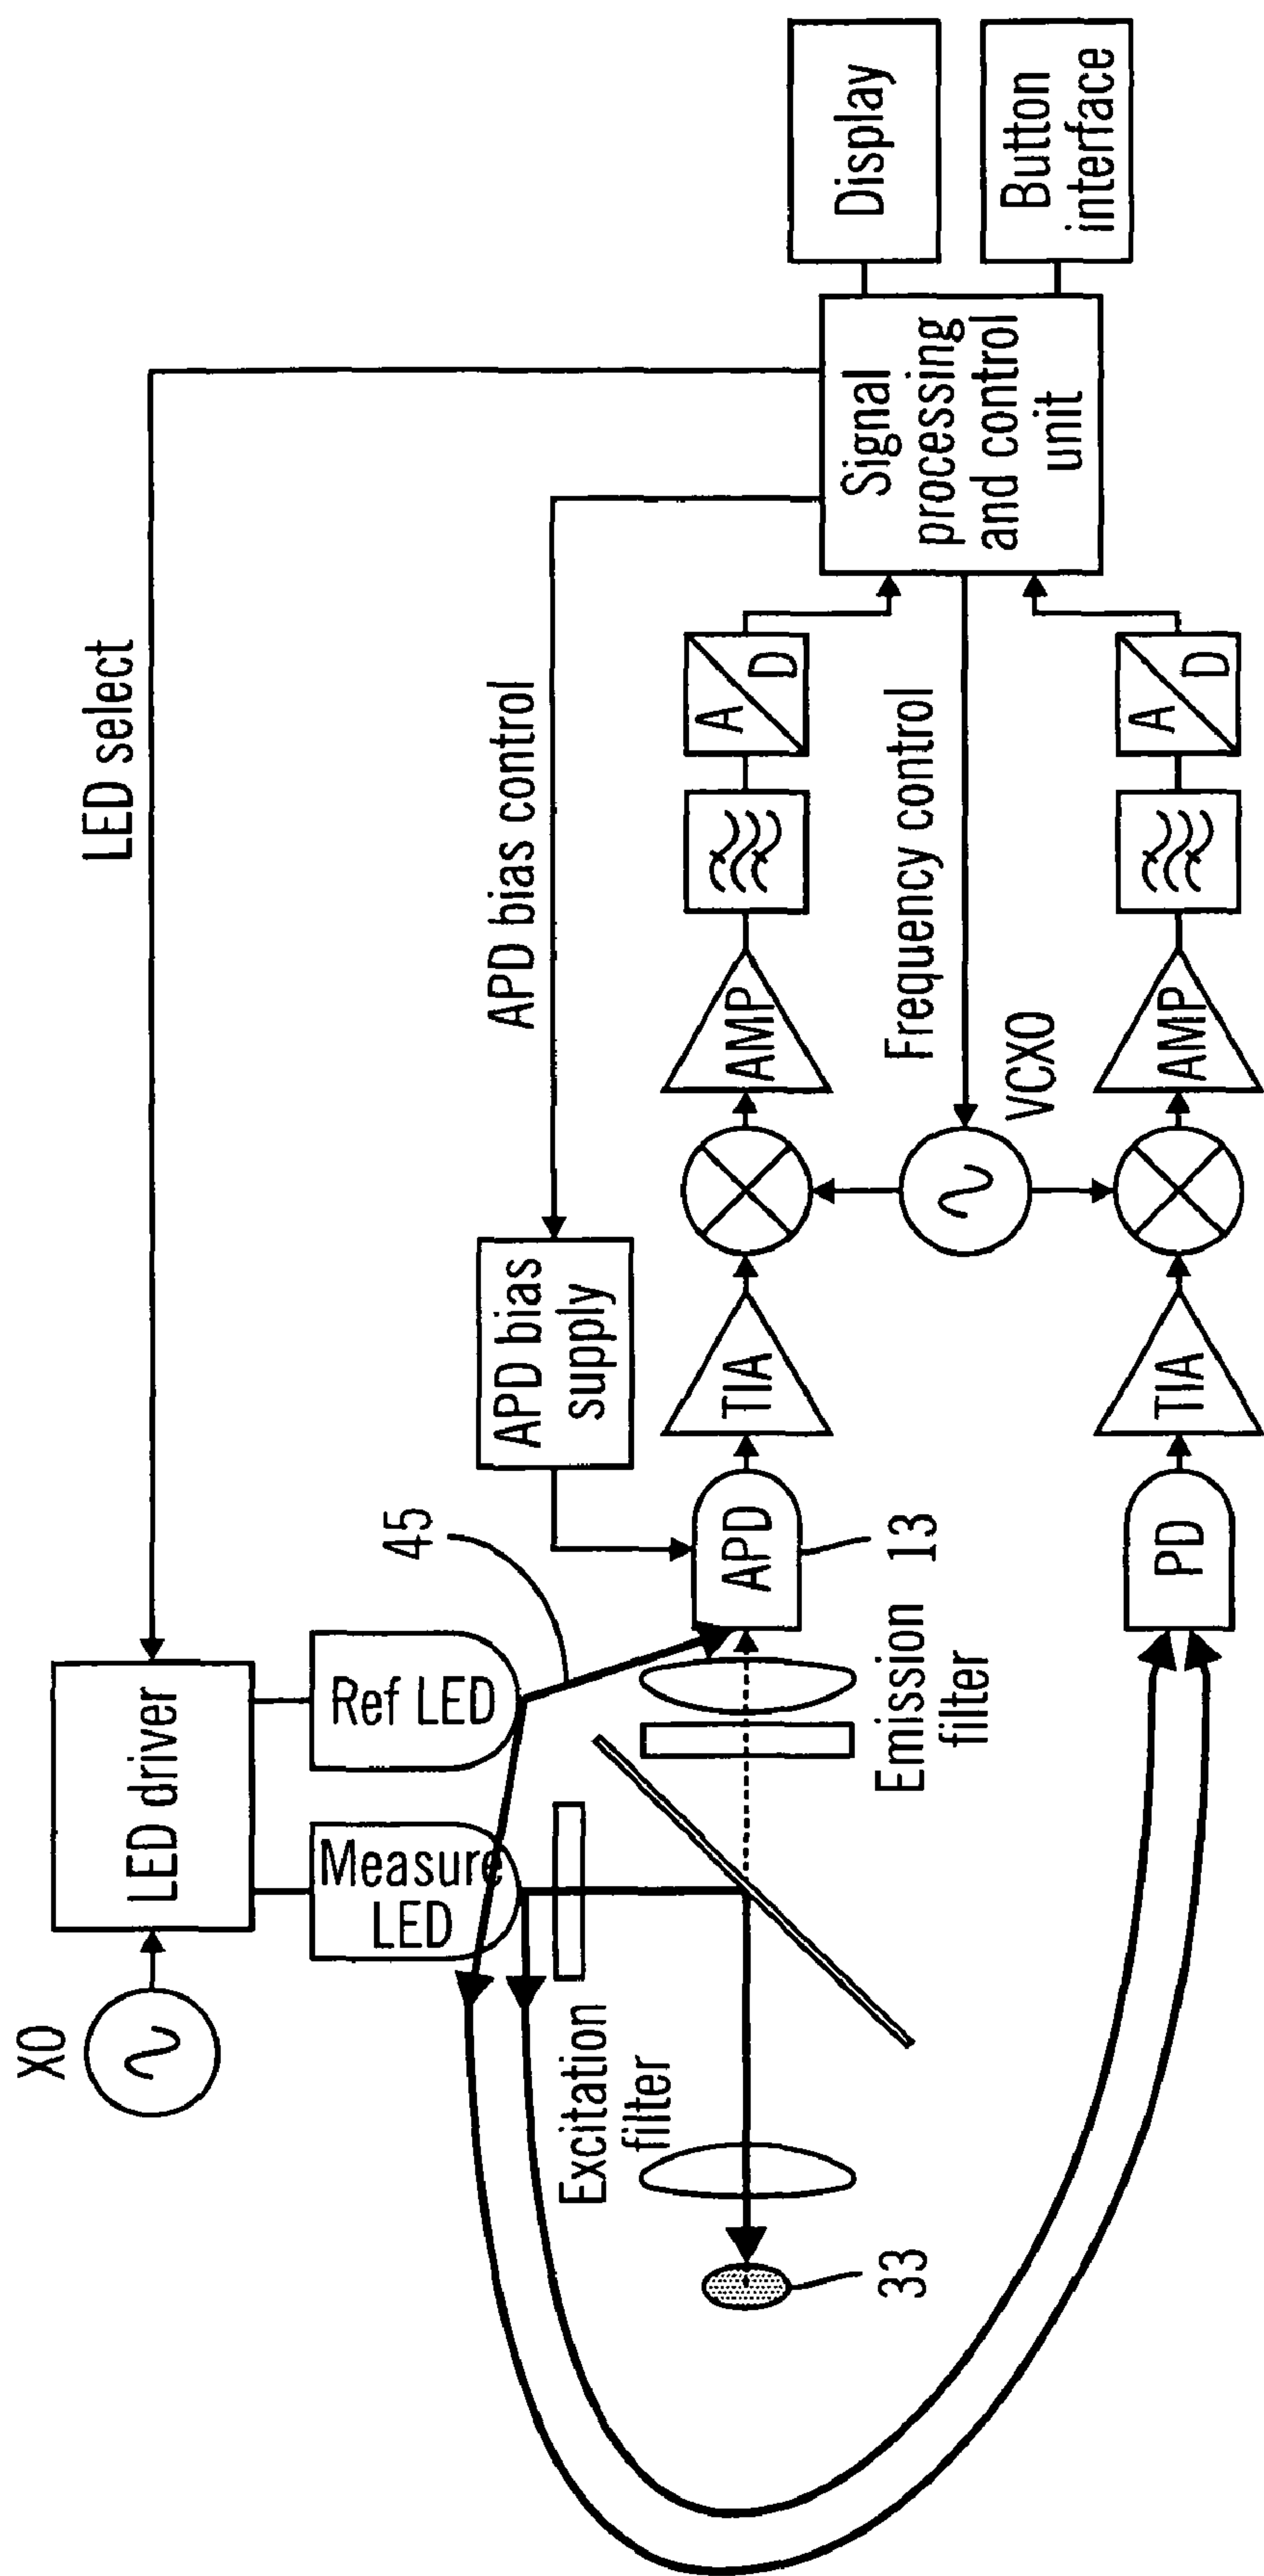 LED select
XO
LED driver
Measure
LED
Ref LED
45
APD bias
supply
APD bias control
Excitation
filter
Emission
filter
13
33
APD
TIA
AMP
A
D
Frequency control
VCXO
PD
TIA
AMP
A
D
Signal
processing
and control
unit
Display
Button
interface